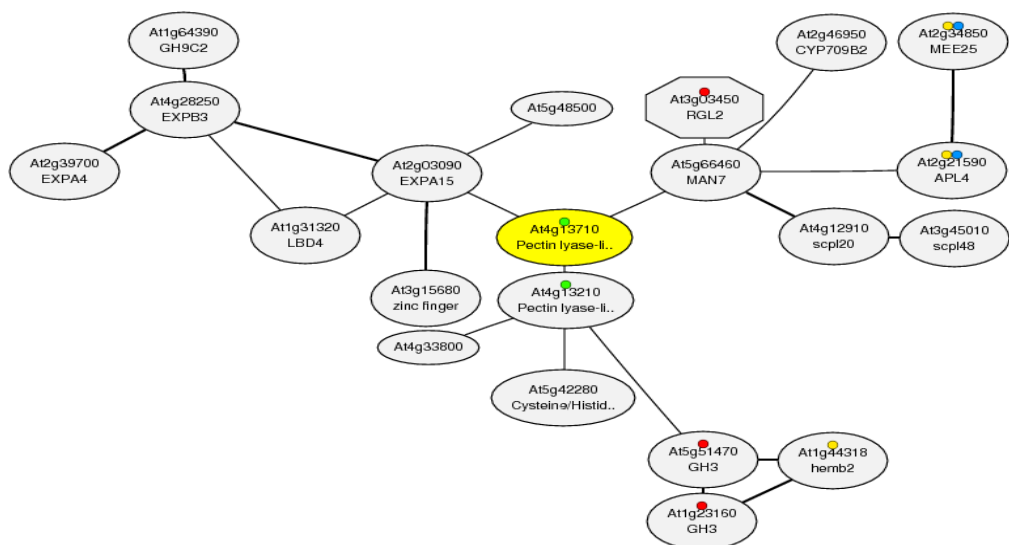 At1g64390
GH9C2
At2g46950
CYP709B2
At2g34850
MEE25
At4g28250
EXPB3
At5g48500
At3g03450
RGL2
At2g39700
EXPA4
At2g03090
EXPA15
At5g66460
MAN7
At2g21590
APL4
At1g31320
LBD4
At4g13710
Pectin lyase-li..
At4g12910
scpl20
At3g45010
scpl48
At3g15680
zinc finger
At4g13210
Pectin lyase-li..
At4g33800
At5g42280
Cysteine/Histid..
At5g51470
GH3
At1g44318
hemb2
At1g23160
GH3